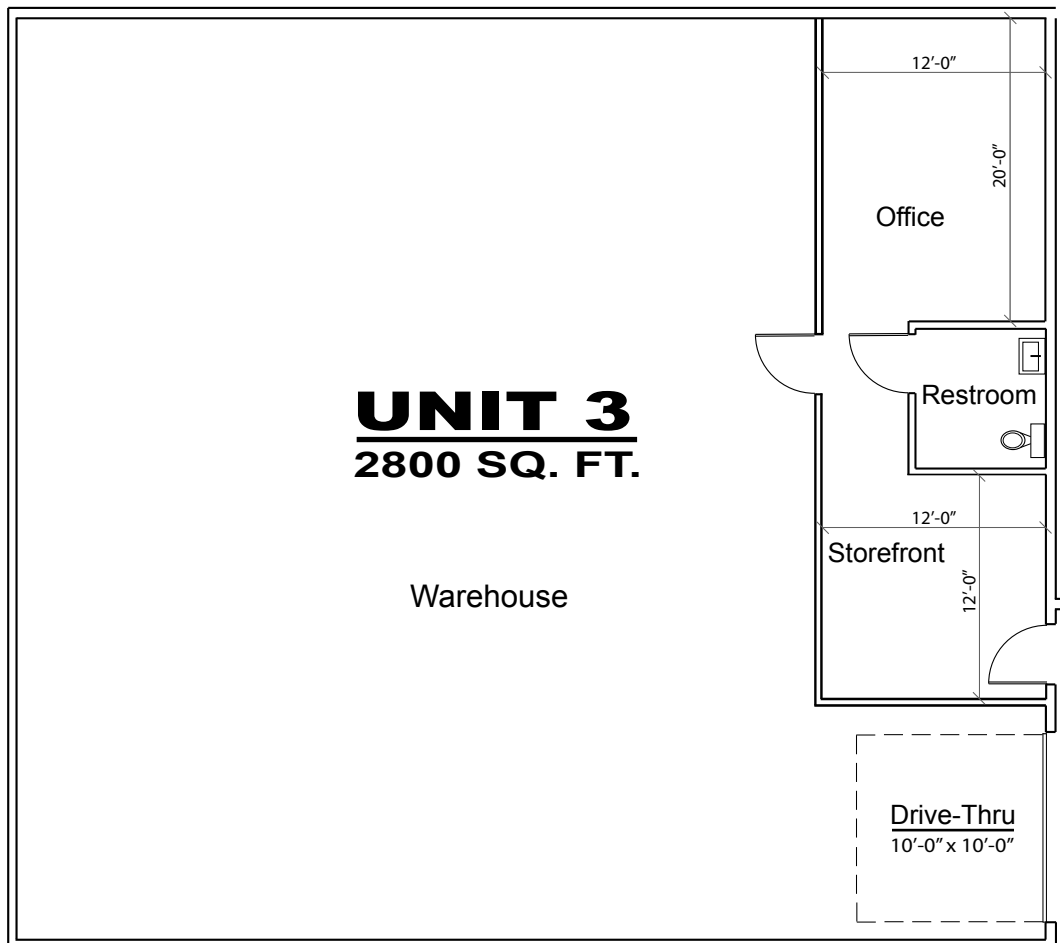 12’-0”
20’-0”
Office
UNIT 3
2800 SQ. FT.
Restroom
12’-0”
Storefront
12’-0”
Warehouse
Drive-Thru
10’-0” x 10’-0”